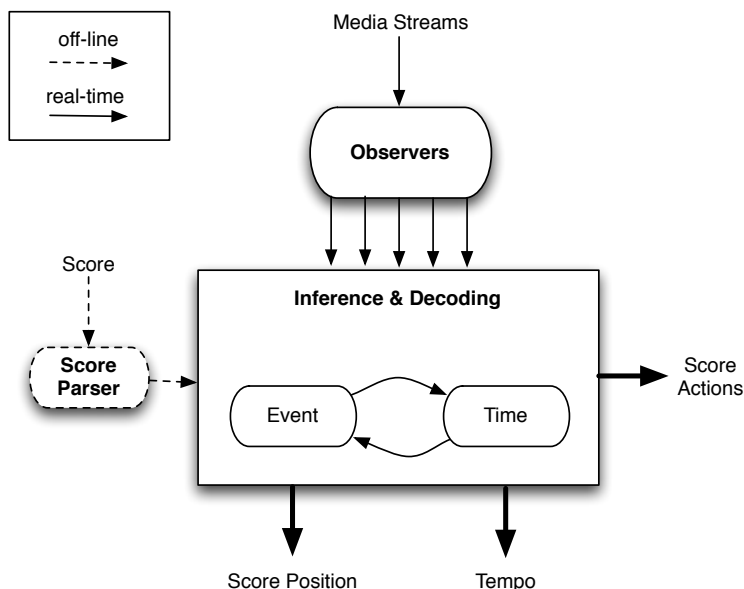 off-line
real-time
Media Streams
Observers
Score
Score
Parser
Inference & Decoding
Event
Time
Score
Actions
Score Position
Tempo